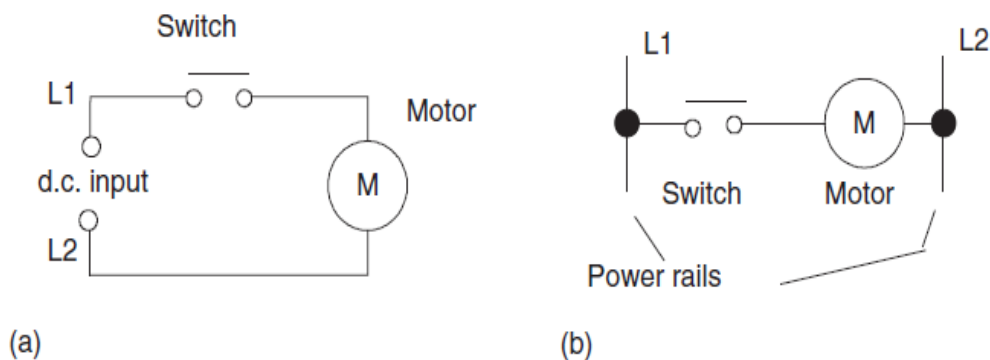 Switch
L1
Motor
d.c. input
M
L2
(a)
L1
L2
M
Switch
Motor
Power rails
(b)